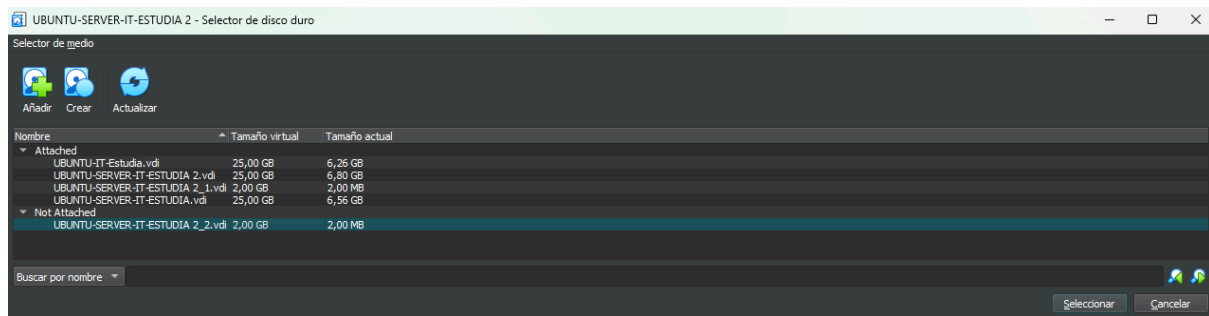 UBUNTU-SERVER-IT-ESTUDIA 2 - Selector de disco duro
Selector de medio
Añadir Crear Actualizar
Nombre Tamaño virtual Tamaño actual
Attached
UBUNTU-IT-Estudia.vdi 25,00 GB 6,26 GB
UBUNTU-SERVER-IT-ESTUDIA 2.vdi 25,00 GB 6,80 GB
UBUNTU-SERVER-IT-ESTUDIA 2_1.vdi 2,00 GB 2,00 MB
UBUNTU-SERVER-IT-ESTUDIA.vdi 25,00 GB 6,56 GB
Not Attached
UBUNTU-SERVER-IT-ESTUDIA 2_2.vdi 2,00 GB 2,00 MB
Buscar por nombre
Seleccionar Cancelar